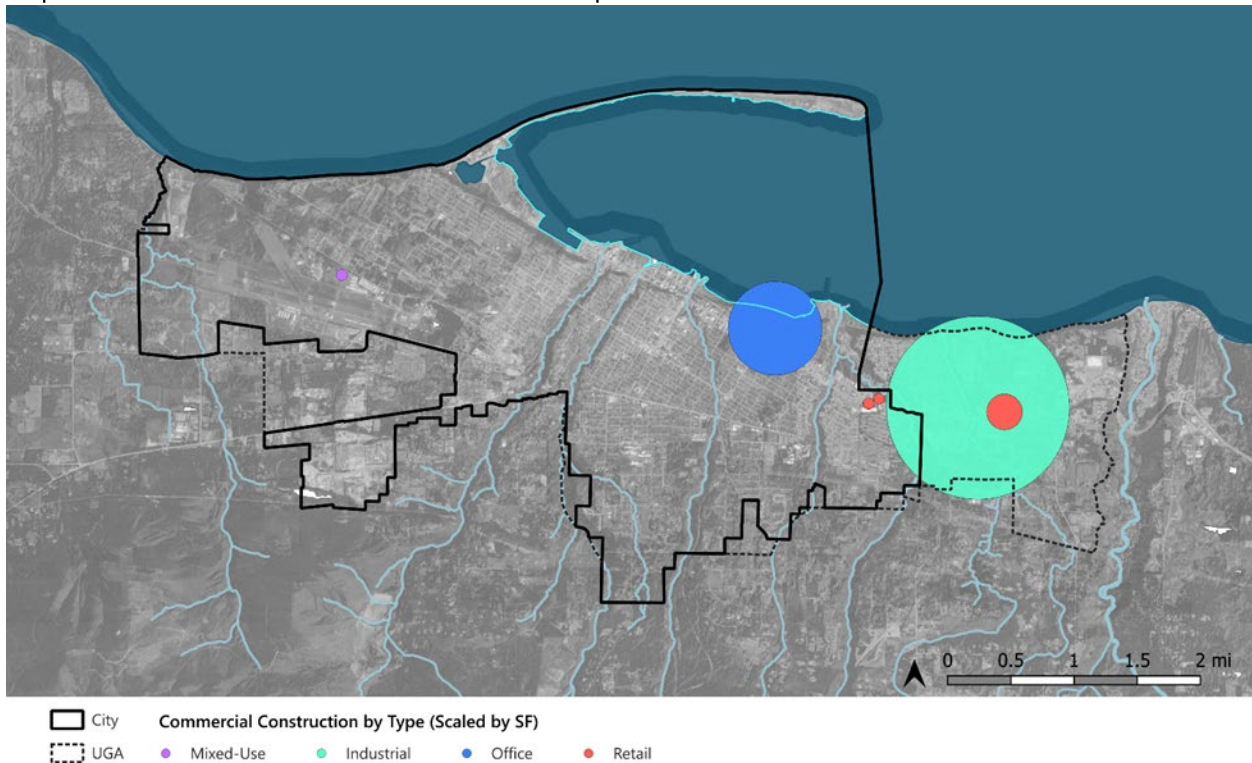 0 0.5 1 1.5 2 mi
City Commercial Construction by Type (Scaled by SF)
UGA Mixed-Use Industrial Office Retail